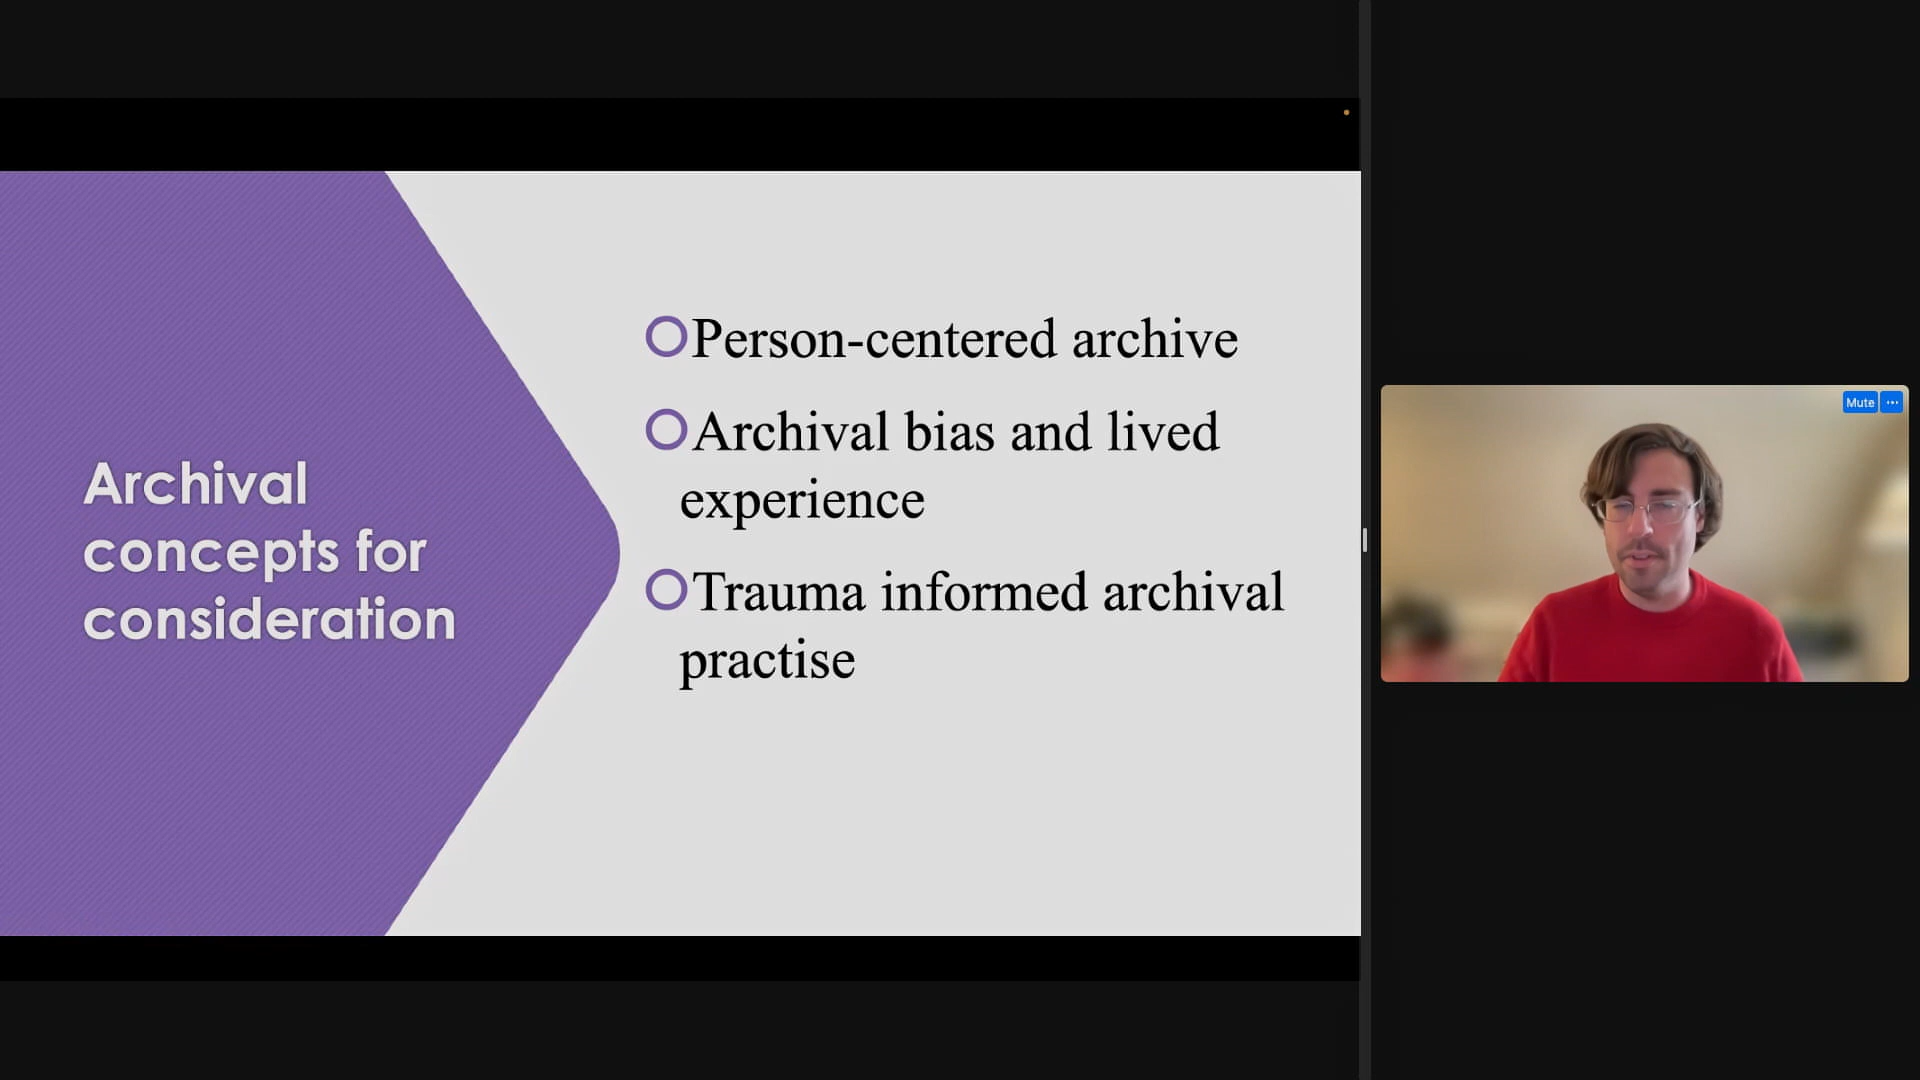 Archival
concepts for
consideration
Person-centered archive
Archival bias and lived
experience
Trauma informed archival
practise
Mute